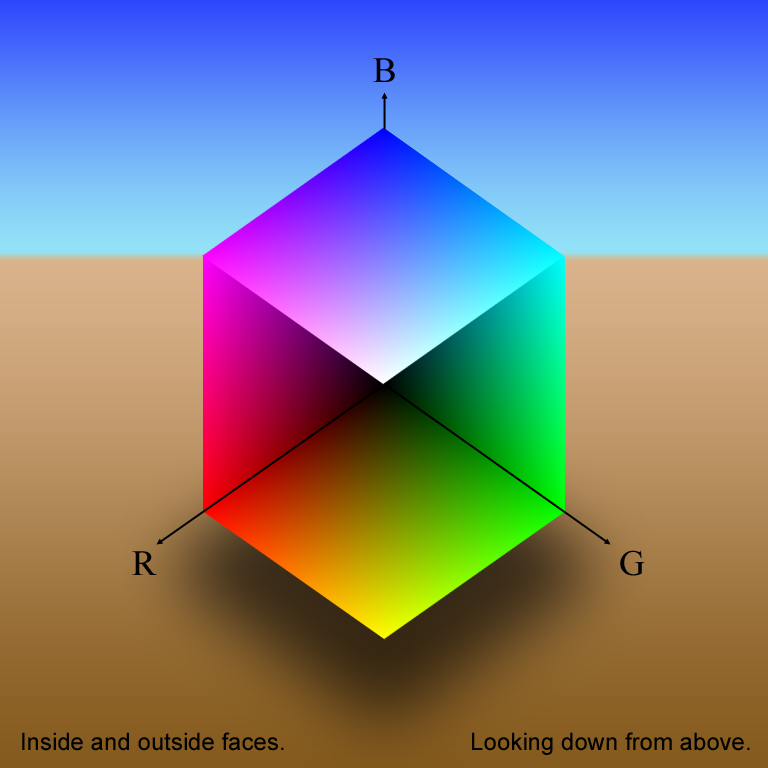 B
R
G
Inside and outside faces.
Looking down from above.